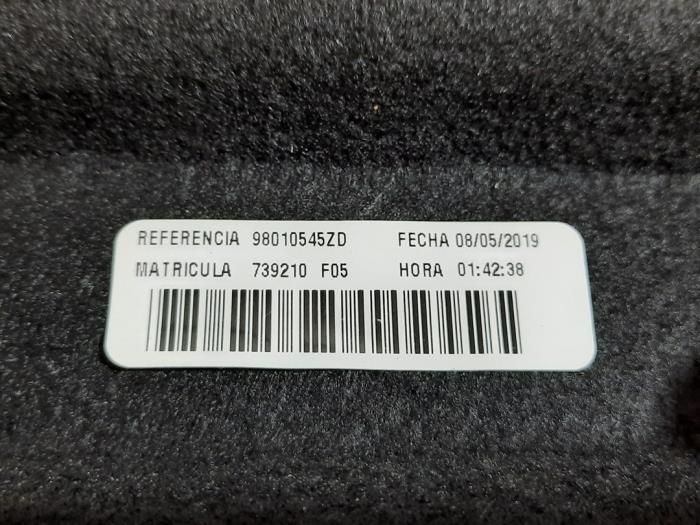 REFERENCIA 98010545ZD FECHA 08/05/2019
MATRICULA 739210 F05 HORA 01:42:38